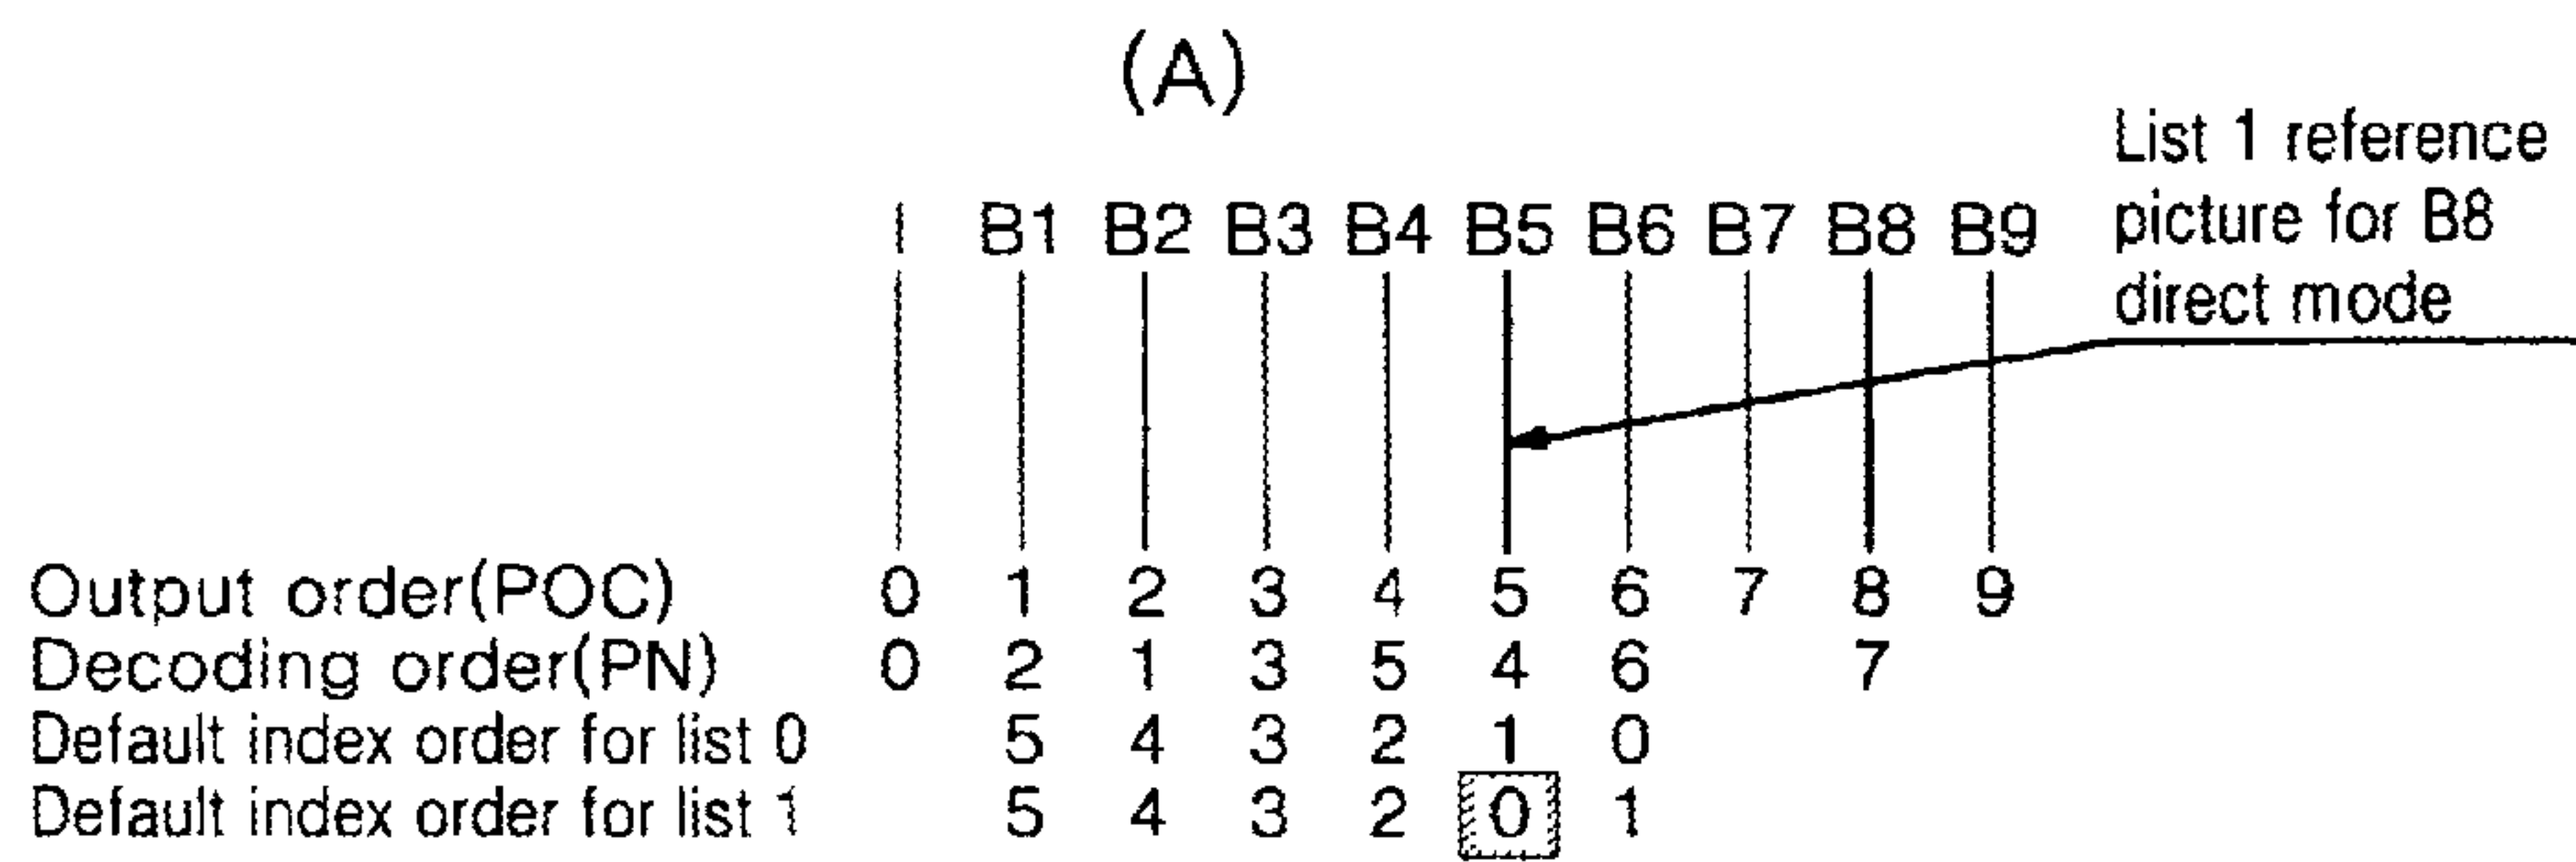 (A)
List 1 reference
picture for B8
direct mode
I B1 B2 B3 B4 B5 B6 B7 B8 B9
Output order(POC) 0 1 2 3 4 5 6 7 8 9
Decoding order(PN) 0 2 1 3 5 4 6 7
Default index order for list 0 5 4 3 2 1 0
Default index order for list 1 5 4 3 2 0 1